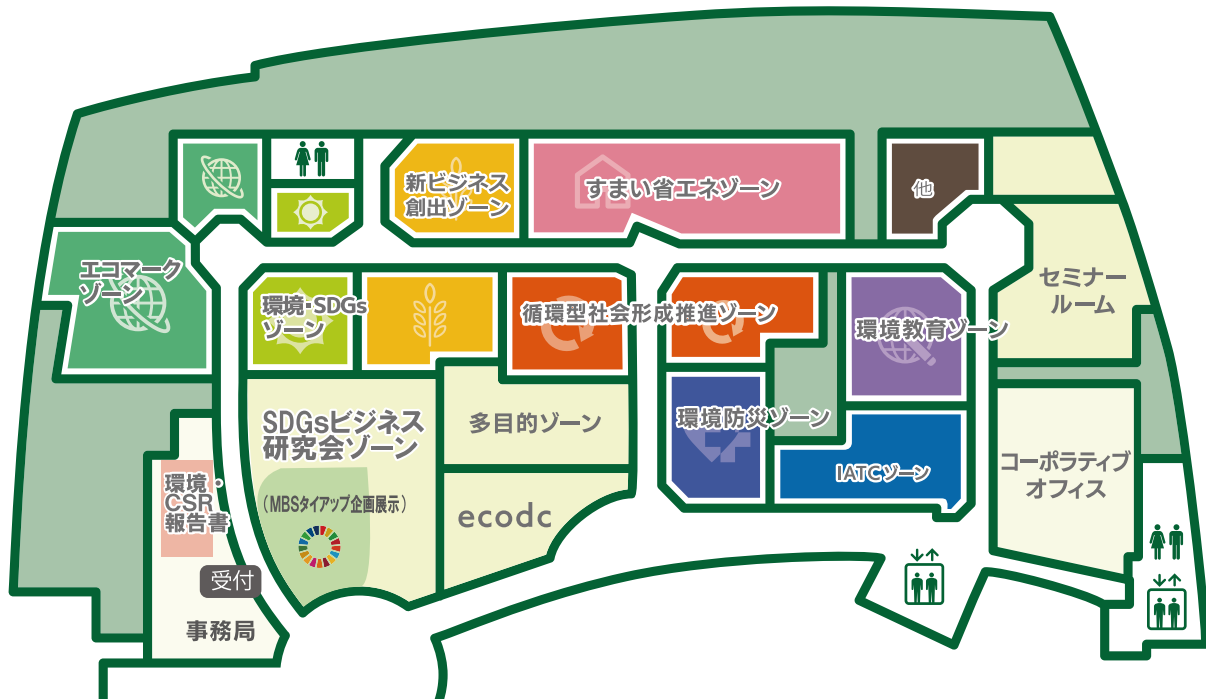 新ビジネス
創出ゾーン
すまい省エネゾーン
他
エコマーク
ゾーン
環境・SDGs
ゾーン
循環型社会形成推進ゾーン
環境教育ゾーン
セミナー
ルーム
SDGsビジネス
研究会ゾーン
(MBSタイアップ企画展示)
多目的ゾーン
ecodc
環境防災ゾーン
IATCゾーン
コーポラティブ
オフィス
環境・
CSR
報告書
受付
事務局